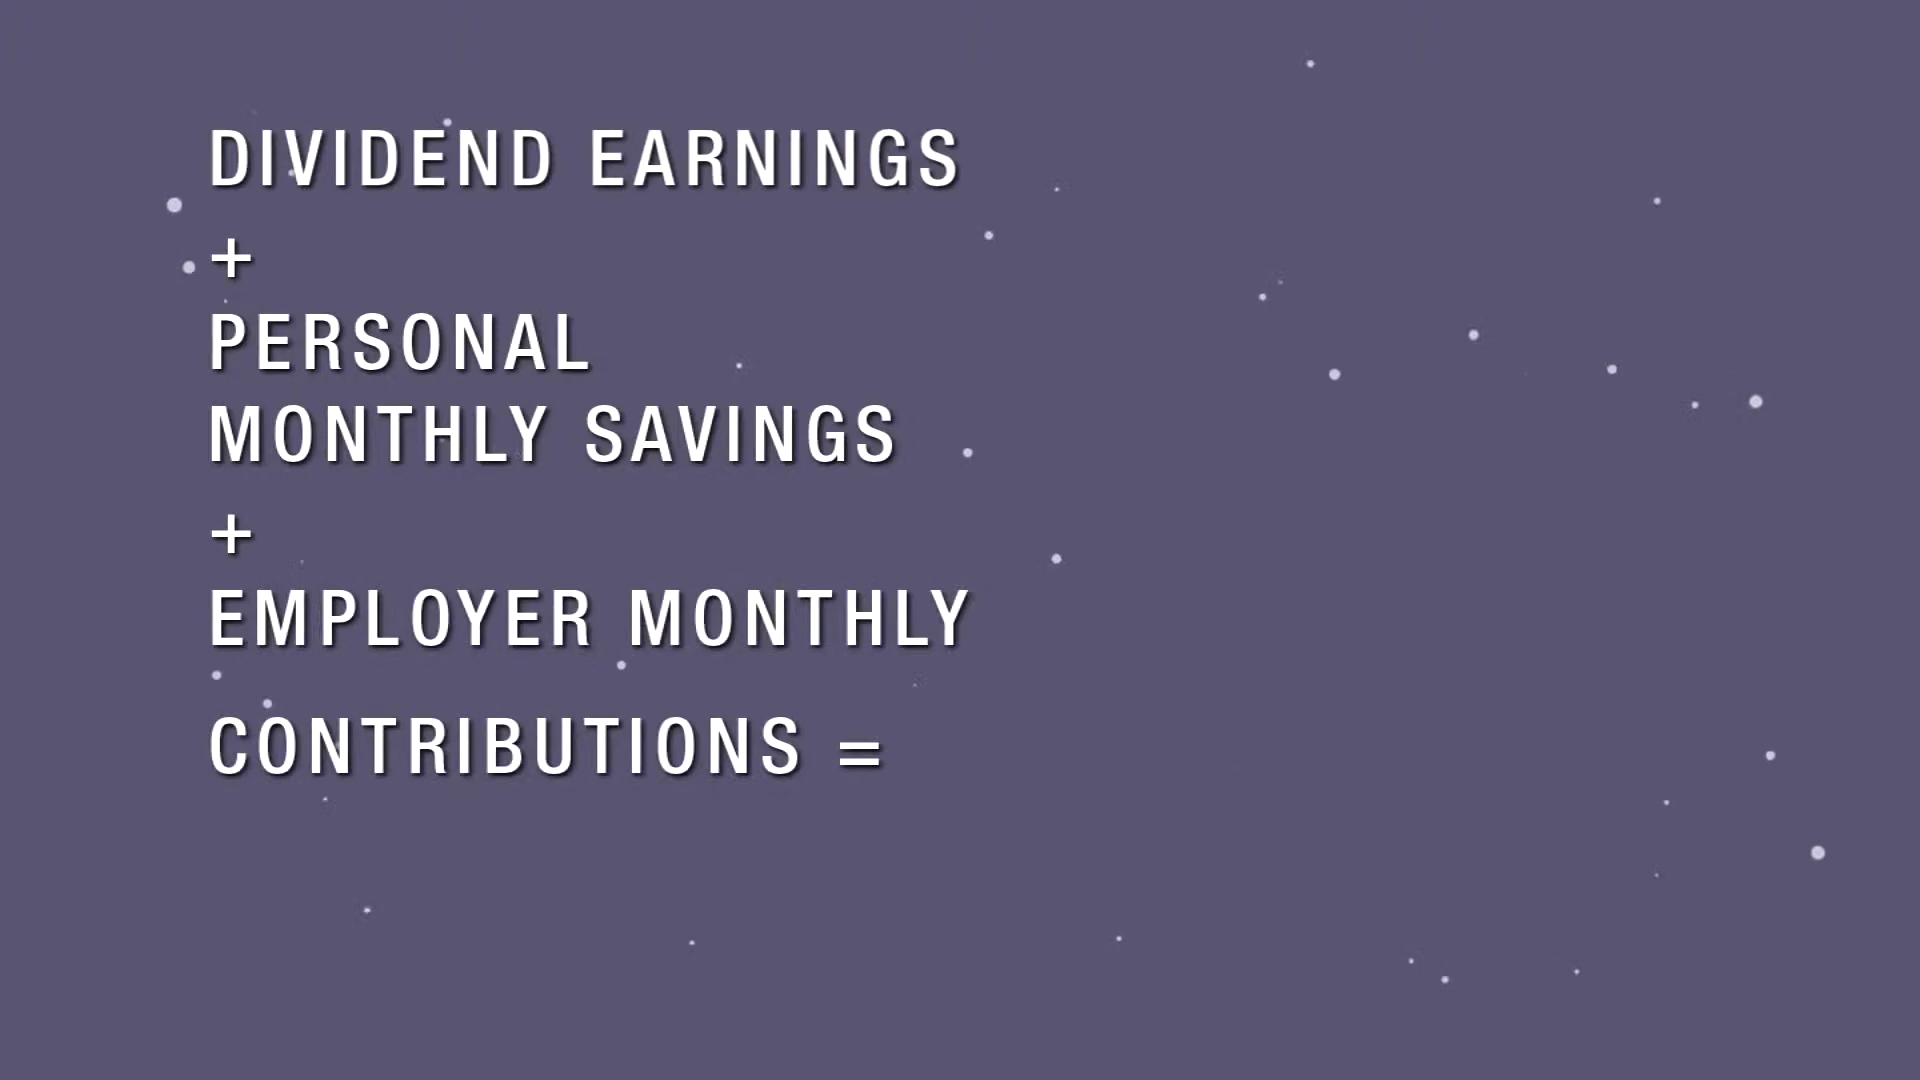 DIVIDEND EARNINGS
+
PERSONAL
MONTHLY SAVINGS
+
EMPLOYER MONTHLY
CONTRIBUTIONS =